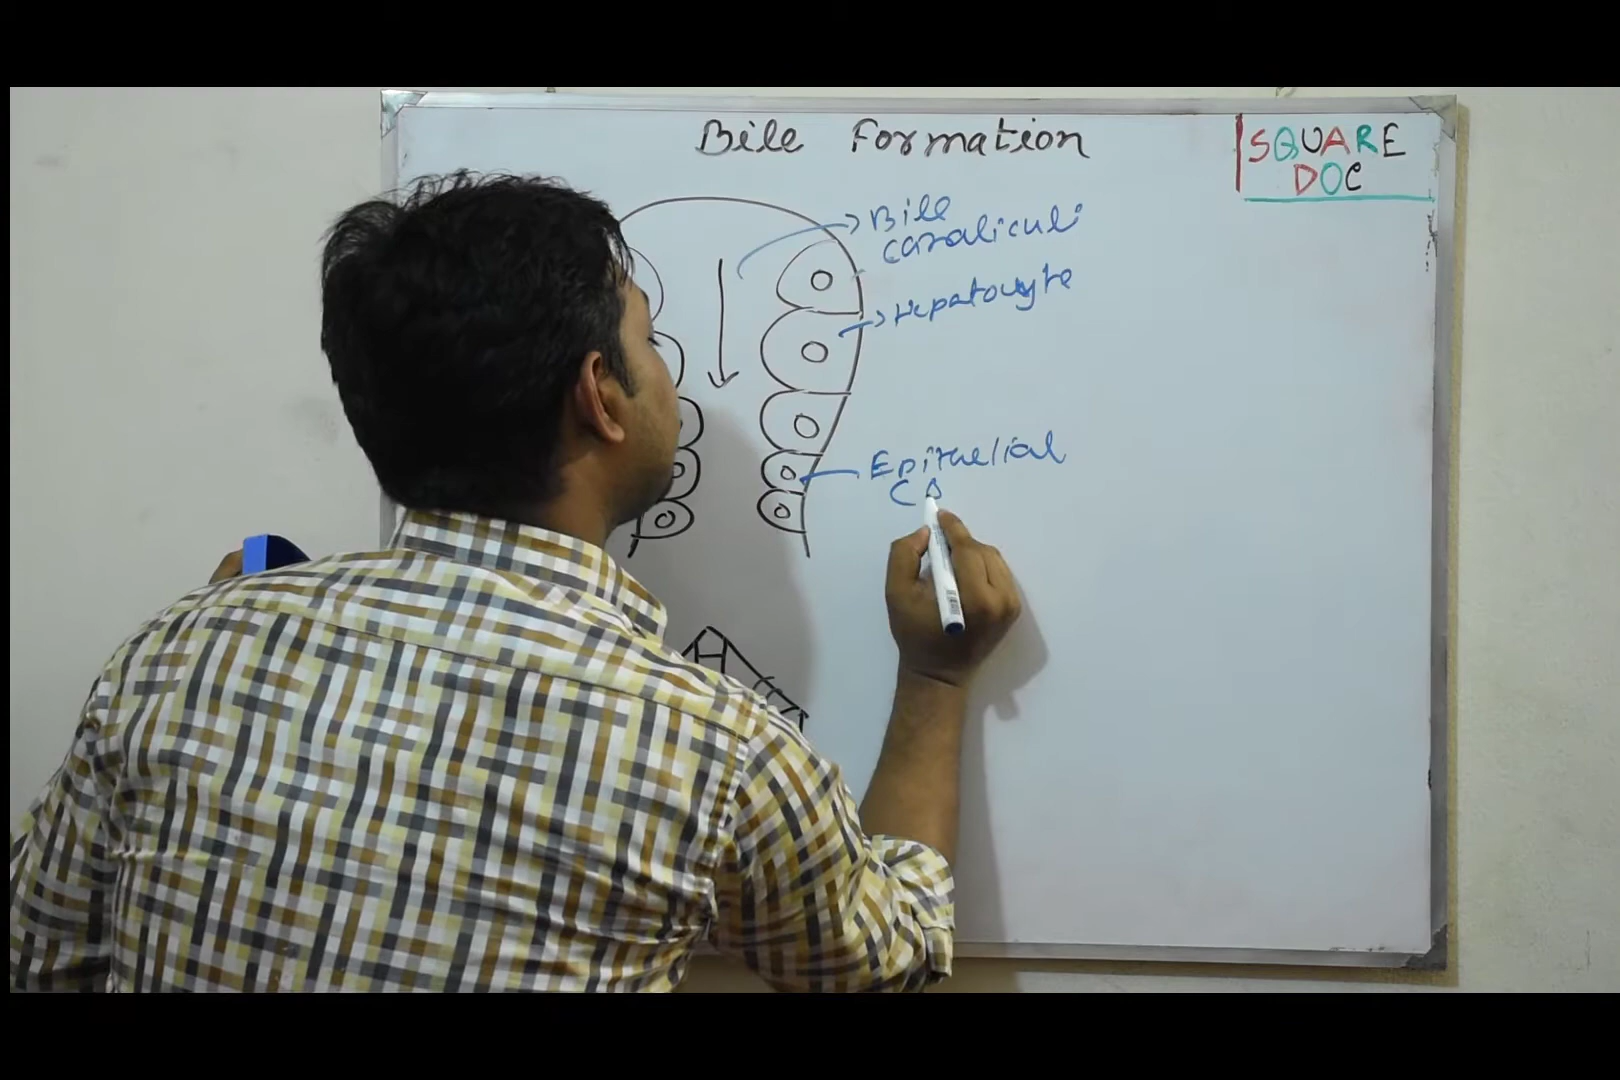 Bile Formation
SQUARE
DOC
Bile
canaliculi
Hepatocyte
Epithelial